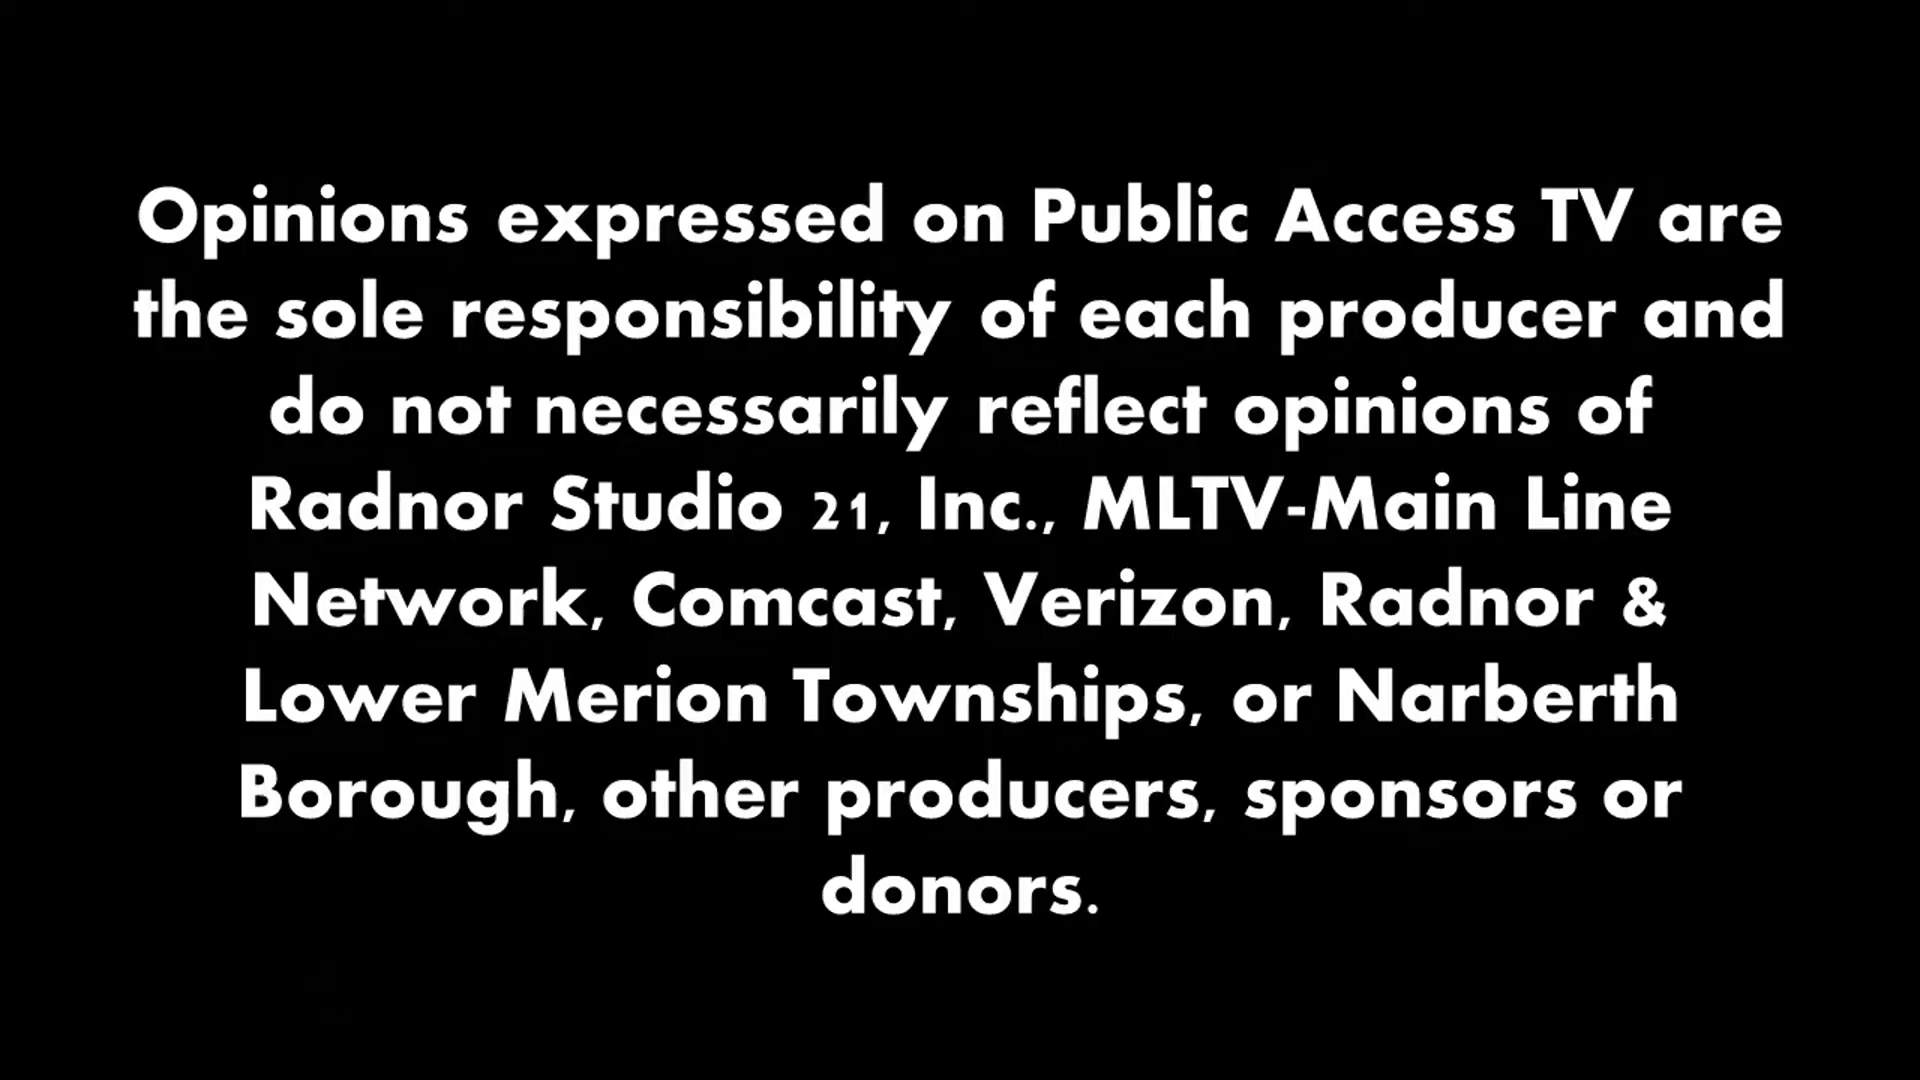 Opinions expressed on Public Access TV are
the sole responsibility of each producer and
do not necessarily reflect opinions of
Radnor Studio 21, Inc., MLTV-Main Line
Network, Comcast, Verizon, Radnor &
Lower Merion Townships, or Narberth
Borough, other producers, sponsors or
donors.